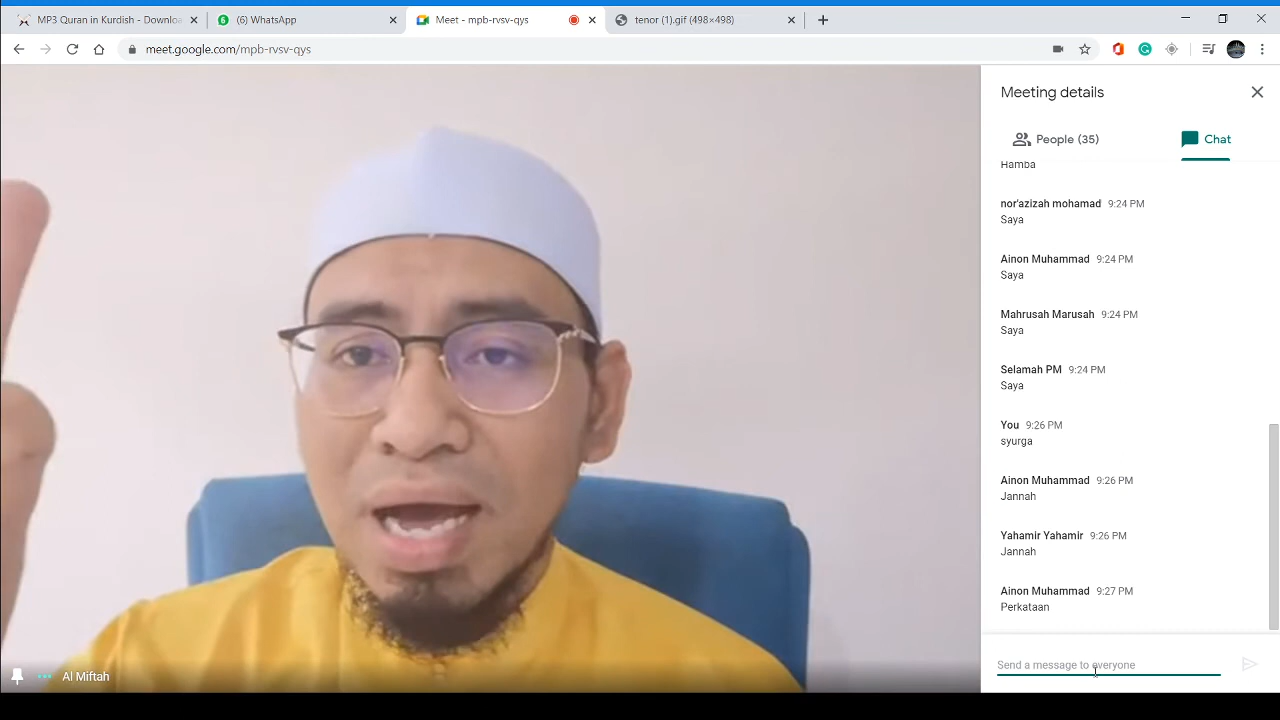 MP3 Quran in Kurdish - Downloa
(6) WhatsApp
Meet - mpb-rvsv-qys
tenor (1).gif (498×498)
meet.google.com/mpb-rvsv-qys
Meeting details
People (35)
Chat
Hamba
nor'azizah mohamad 9:24 PM
Saya
Ainon Muhammad 9:24 PM
Saya
Mahrusah Marusah 9:24 PM
Saya
Selamah PM 9:24 PM
Saya
You 9:26 PM
syurga
Ainon Muhammad 9:26 PM
Jannah
Yahamir Yahamir 9:26 PM
Jannah
Ainon Muhammad 9:27 PM
Perkataan
Send a message to everyone
Al Miftah